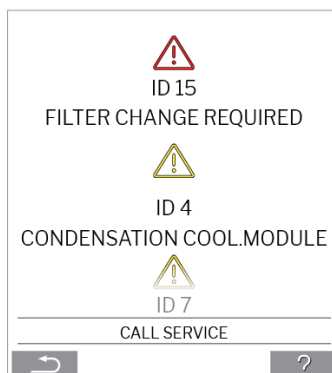 ID 15
FILTER CHANGE REQUIRED
ID 4
CONDENSATION COOL.MODULE
ID 7
CALL SERVICE
?